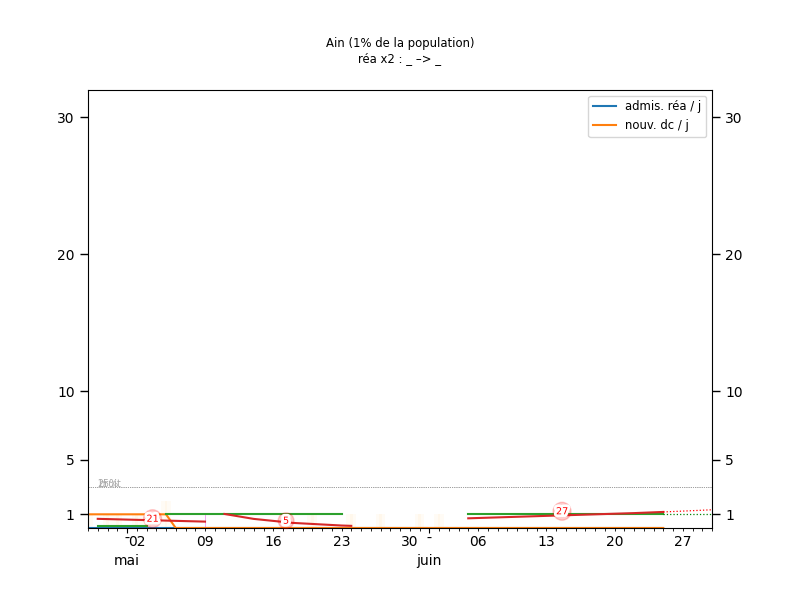 Ain (1% de la population)
réa x2 : _ –> _
admis. réa / j
nouv. dc / j
30 30
20 20
10 10
5 5
1 1
21 5 27
02 09 16 23 30 06 13 20 27
mai juin